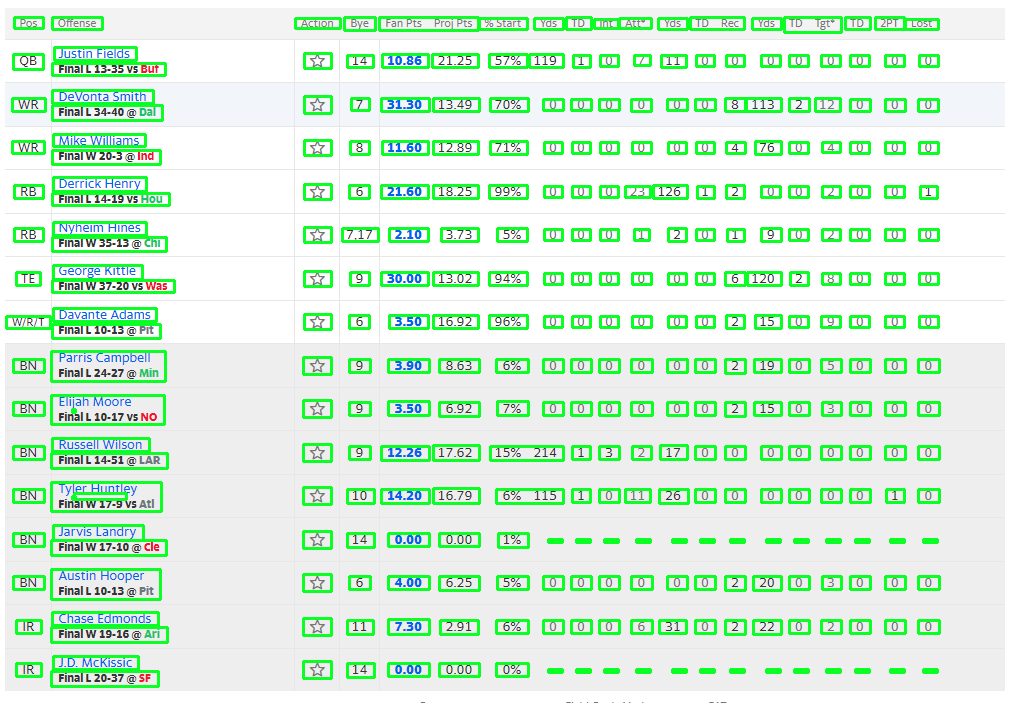 Pos Offense Action Bye Fan Pts Proj Pts % Start Yds TD Int Att* Yds TD Rec Yds TD Tgt* TD 2PT Lost
QB Justin Fields 14 10.86 21.25 57% 119 1 0 7 11 0 0 0 0 0 0 0 0
Final L 13-35 vs Buf
WR DeVonta Smith 7 31.30 13.49 70% 0 0 0 0 0 0 8 113 2 12 0 0 0
Final L 34-40 @ Dal
WR Mike Williams 8 11.60 12.89 71% 0 0 0 0 0 0 4 76 0 4 0 0 0
Final W 20-3 @ Ind
RB Derrick Henry 6 21.60 18.25 99% 0 0 0 23 126 1 2 0 0 2 0 0 1
Final L 14-19 vs Hou
RB Nyheim Hines 7,17 2.10 3.73 5% 0 0 0 1 2 0 1 9 0 2 0 0 0
Final W 35-13 @ Chi
TE George Kittle 9 30.00 13.02 94% 0 0 0 0 0 0 6 120 2 8 0 0 0
Final W 37-20 vs Was
W/R/T Davante Adams 6 3.50 16.92 96% 0 0 0 0 0 0 2 15 0 9 0 0 0
Final L 10-13 @ Pit
BN Parris Campbell 9 3.90 8.63 6% 0 0 0 0 0 0 2 19 0 5 0 0 0
Final L 24-27 @ Min
BN Elijah Moore 9 3.50 6.92 7% 0 0 0 0 0 0 2 15 0 3 0 0 0
Final L 10-17 vs NO
BN Russell Wilson 9 12.26 17.62 15% 214 1 3 2 17 0 0 0 0 0 0 0 0
Final L 14-51 @ LAR
BN Tyler Huntley 10 14.20 16.79 6% 115 1 0 11 26 0 0 0 0 0 0 1 0
Final W 17-9 vs Atl
BN Jarvis Landry 14 0.00 0.00 1% - - - - - - - - - - - - -
Final W 17-10 @ Cle
BN Austin Hooper 6 4.00 6.25 5% 0 0 0 0 0 0 2 20 0 3 0 0 0
Final L 10-13 @ Pit
IR Chase Edmonds 11 7.30 2.91 6% 0 0 0 6 31 0 2 22 0 2 0 0 0
Final W 19-16 @ Ari
IR J.D. McKissic 14 0.00 0.00 0% - - - - - - - - - - - - -
Final L 20-37 @ SF